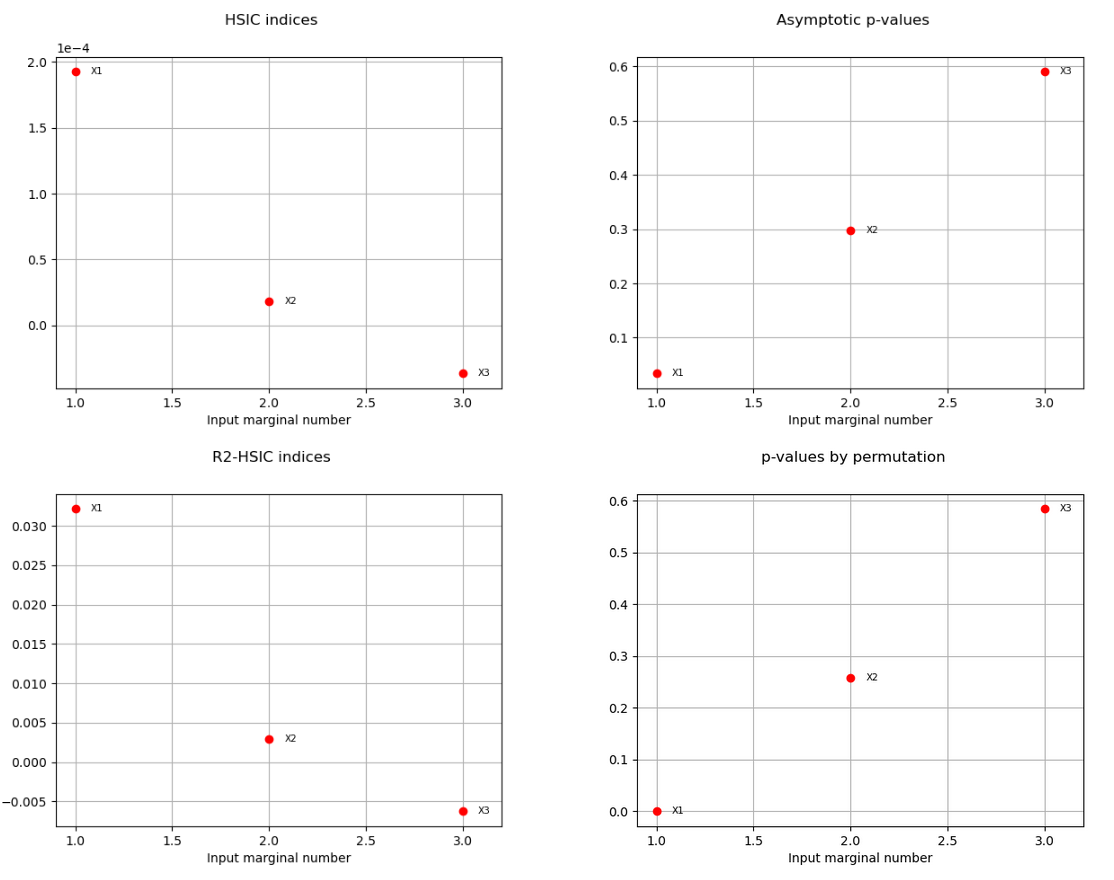 HSIC indices
1e−4
2.0
1.5
1.0
0.5
0.0
X1
X2
X3
1.0 1.5 2.0 2.5 3.0
Input marginal number
Asymptotic p-values
0.6
0.5
0.4
0.3
0.2
0.1
X3
X2
X1
1.0 1.5 2.0 2.5 3.0
Input marginal number
R2-HSIC indices
0.030
0.025
0.020
0.015
0.010
0.005
0.000
−0.005
X1
X2
X3
1.0 1.5 2.0 2.5 3.0
Input marginal number
p-values by permutation
0.6
0.5
0.4
0.3
0.2
0.1
0.0
X3
X2
X1
1.0 1.5 2.0 2.5 3.0
Input marginal number